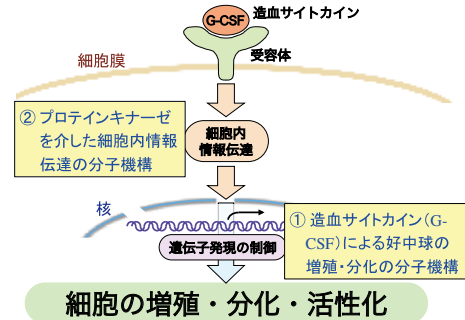 G-CSF
造血サイトカイン
受容体
細胞膜
② プロテインキナーゼ
を介した細胞内情報
伝達の分子機構
細胞内
情報伝達
核
① 造血サイトカイン(G-
CSF)による好中球の
増殖・分化の分子機構
遺伝子発現の制御
細胞の増殖・分化・活性化